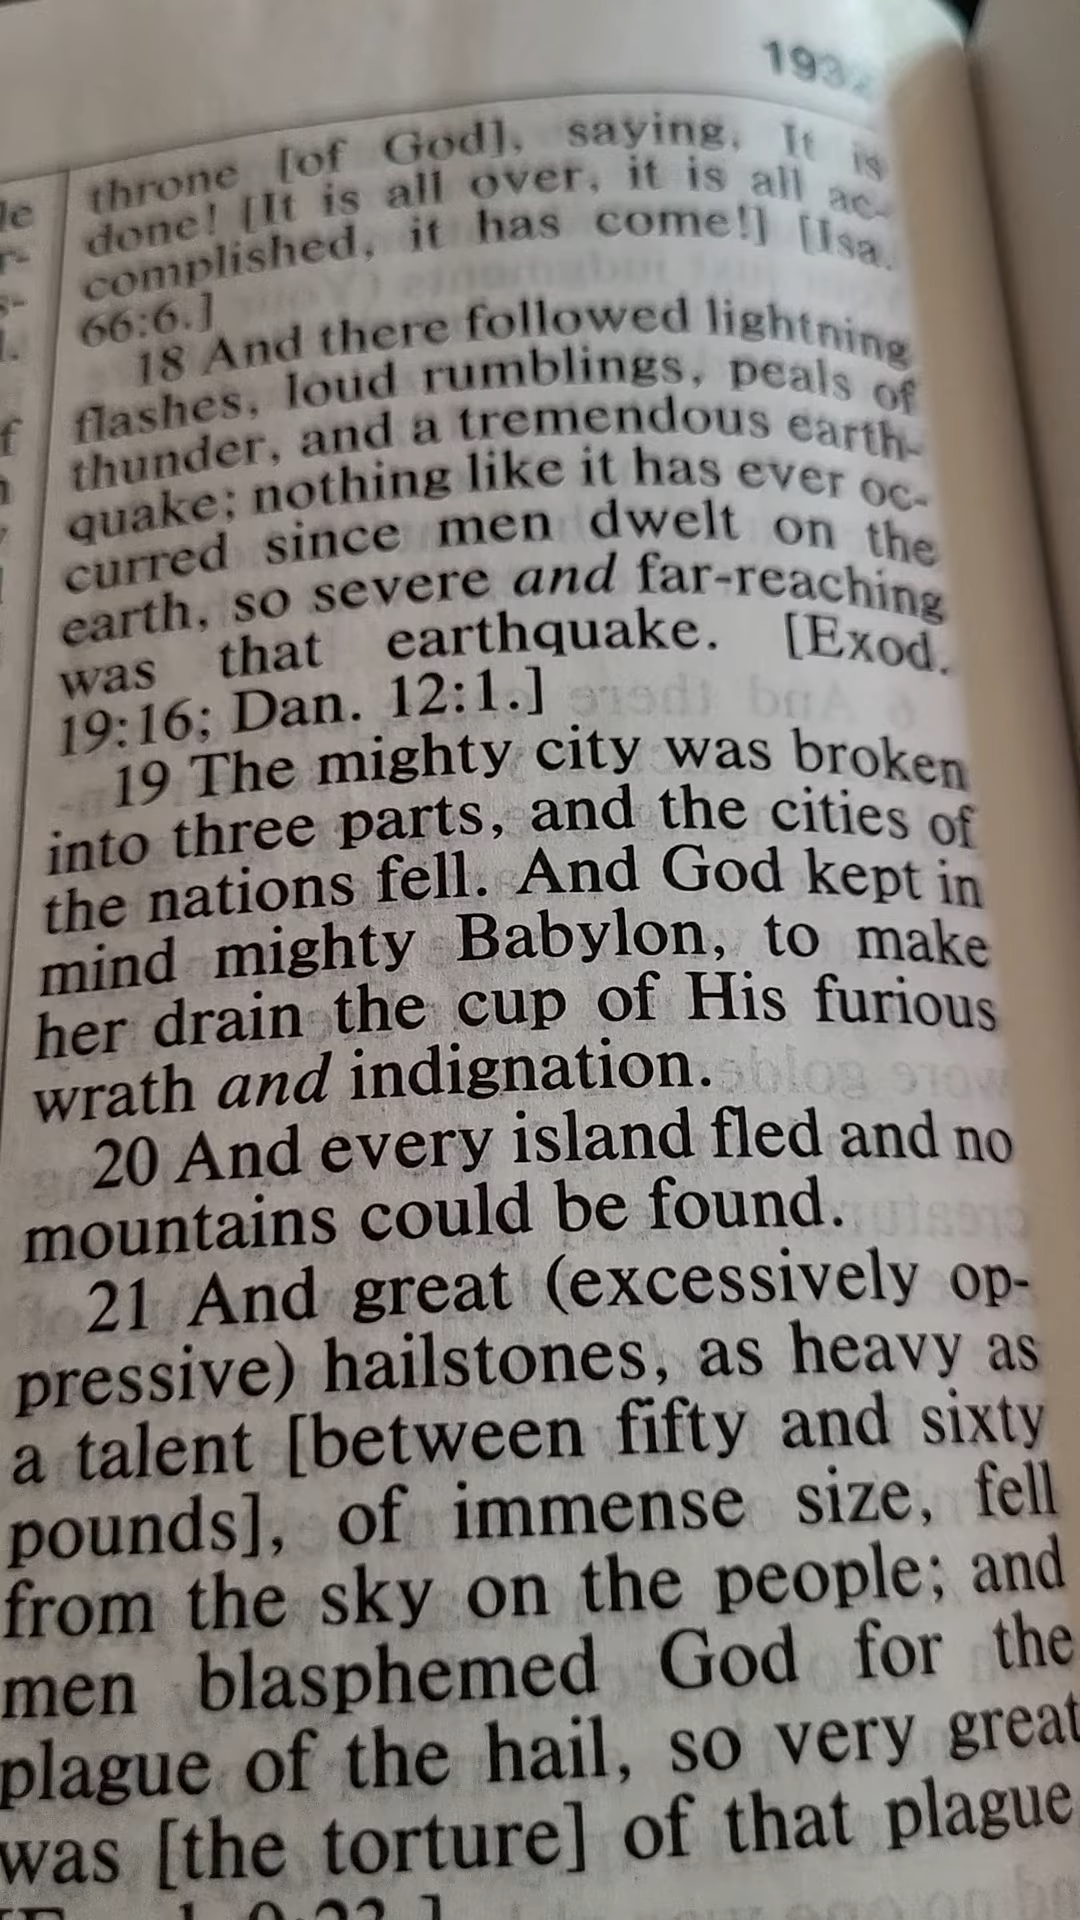 193
throne [of God], saying, It is
done! [It is all over, it is all ac-
complished, it has come!] [Isa.
66:6.]
18 And there followed lightning
flashes, loud rumblings, peals of
thunder, and a tremendous earth-
quake; nothing like it has ever oc-
curred since men dwelt on the
earth, so severe and far-reaching
was that earthquake. [Exod.
19:16; Dan. 12:1.]
19 The mighty city was broken
into three parts, and the cities of
the nations fell. And God kept in
mind mighty Babylon, to make
her drain the cup of His furious
wrath and indignation.
20 And every island fled and no
mountains could be found.
21 And great (excessively op-
pressive) hailstones, as heavy as
a talent [between fifty and sixty
pounds], of immense size, fell
from the sky on the people; and
men blasphemed God for the
plague of the hail, so very great
was [the torture] of that plague